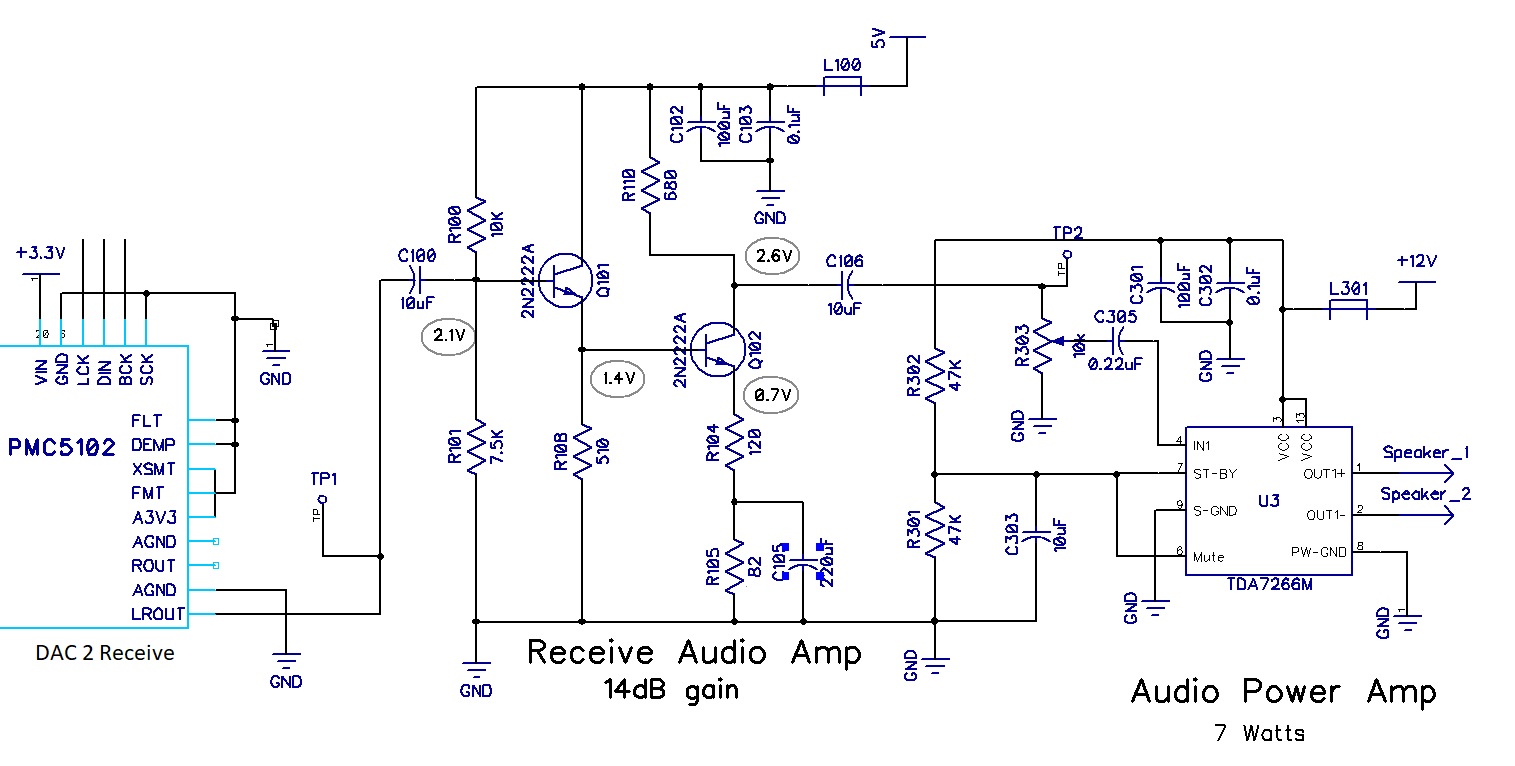 5V
L100
C102
100uF
C103
0.1uF
R110
680
GND
R100
10K
+3.3V
1
C100
10uF
2N2222A
Q101
2.6V
C106
10uF
TP2
TP
C301
100uF
C302
0.1uF
+12V
L301
20
6
VIN
GND
LCK
DIN
BCK
SCK
1
GND
2.1V
1.4V
2N2222A
Q102
0.7V
R303
10k
C305
0.22uF
GND
R302
47K
GND
FLT
DEMP
XSMT
FMT
A3V3
AGND
ROUT
AGND
LROUT
PMC5102
TP1
TP
R101
7.5K
R10B
510
R104
120
R105
82
C105
220uF
R301
47K
C303
10uF
3
13
VCC
VCC
4
IN1
7
ST-BY
9
S-GND
6
Mute
U3
OUT1+
1
Speaker_1
OUT1-
2
Speaker_2
PW-GND
8
TDA7266M
GND
1
GND
DAC 2 Receive
GND
GND
Receive Audio Amp
14dB gain
GND
Audio Power Amp
7 Watts